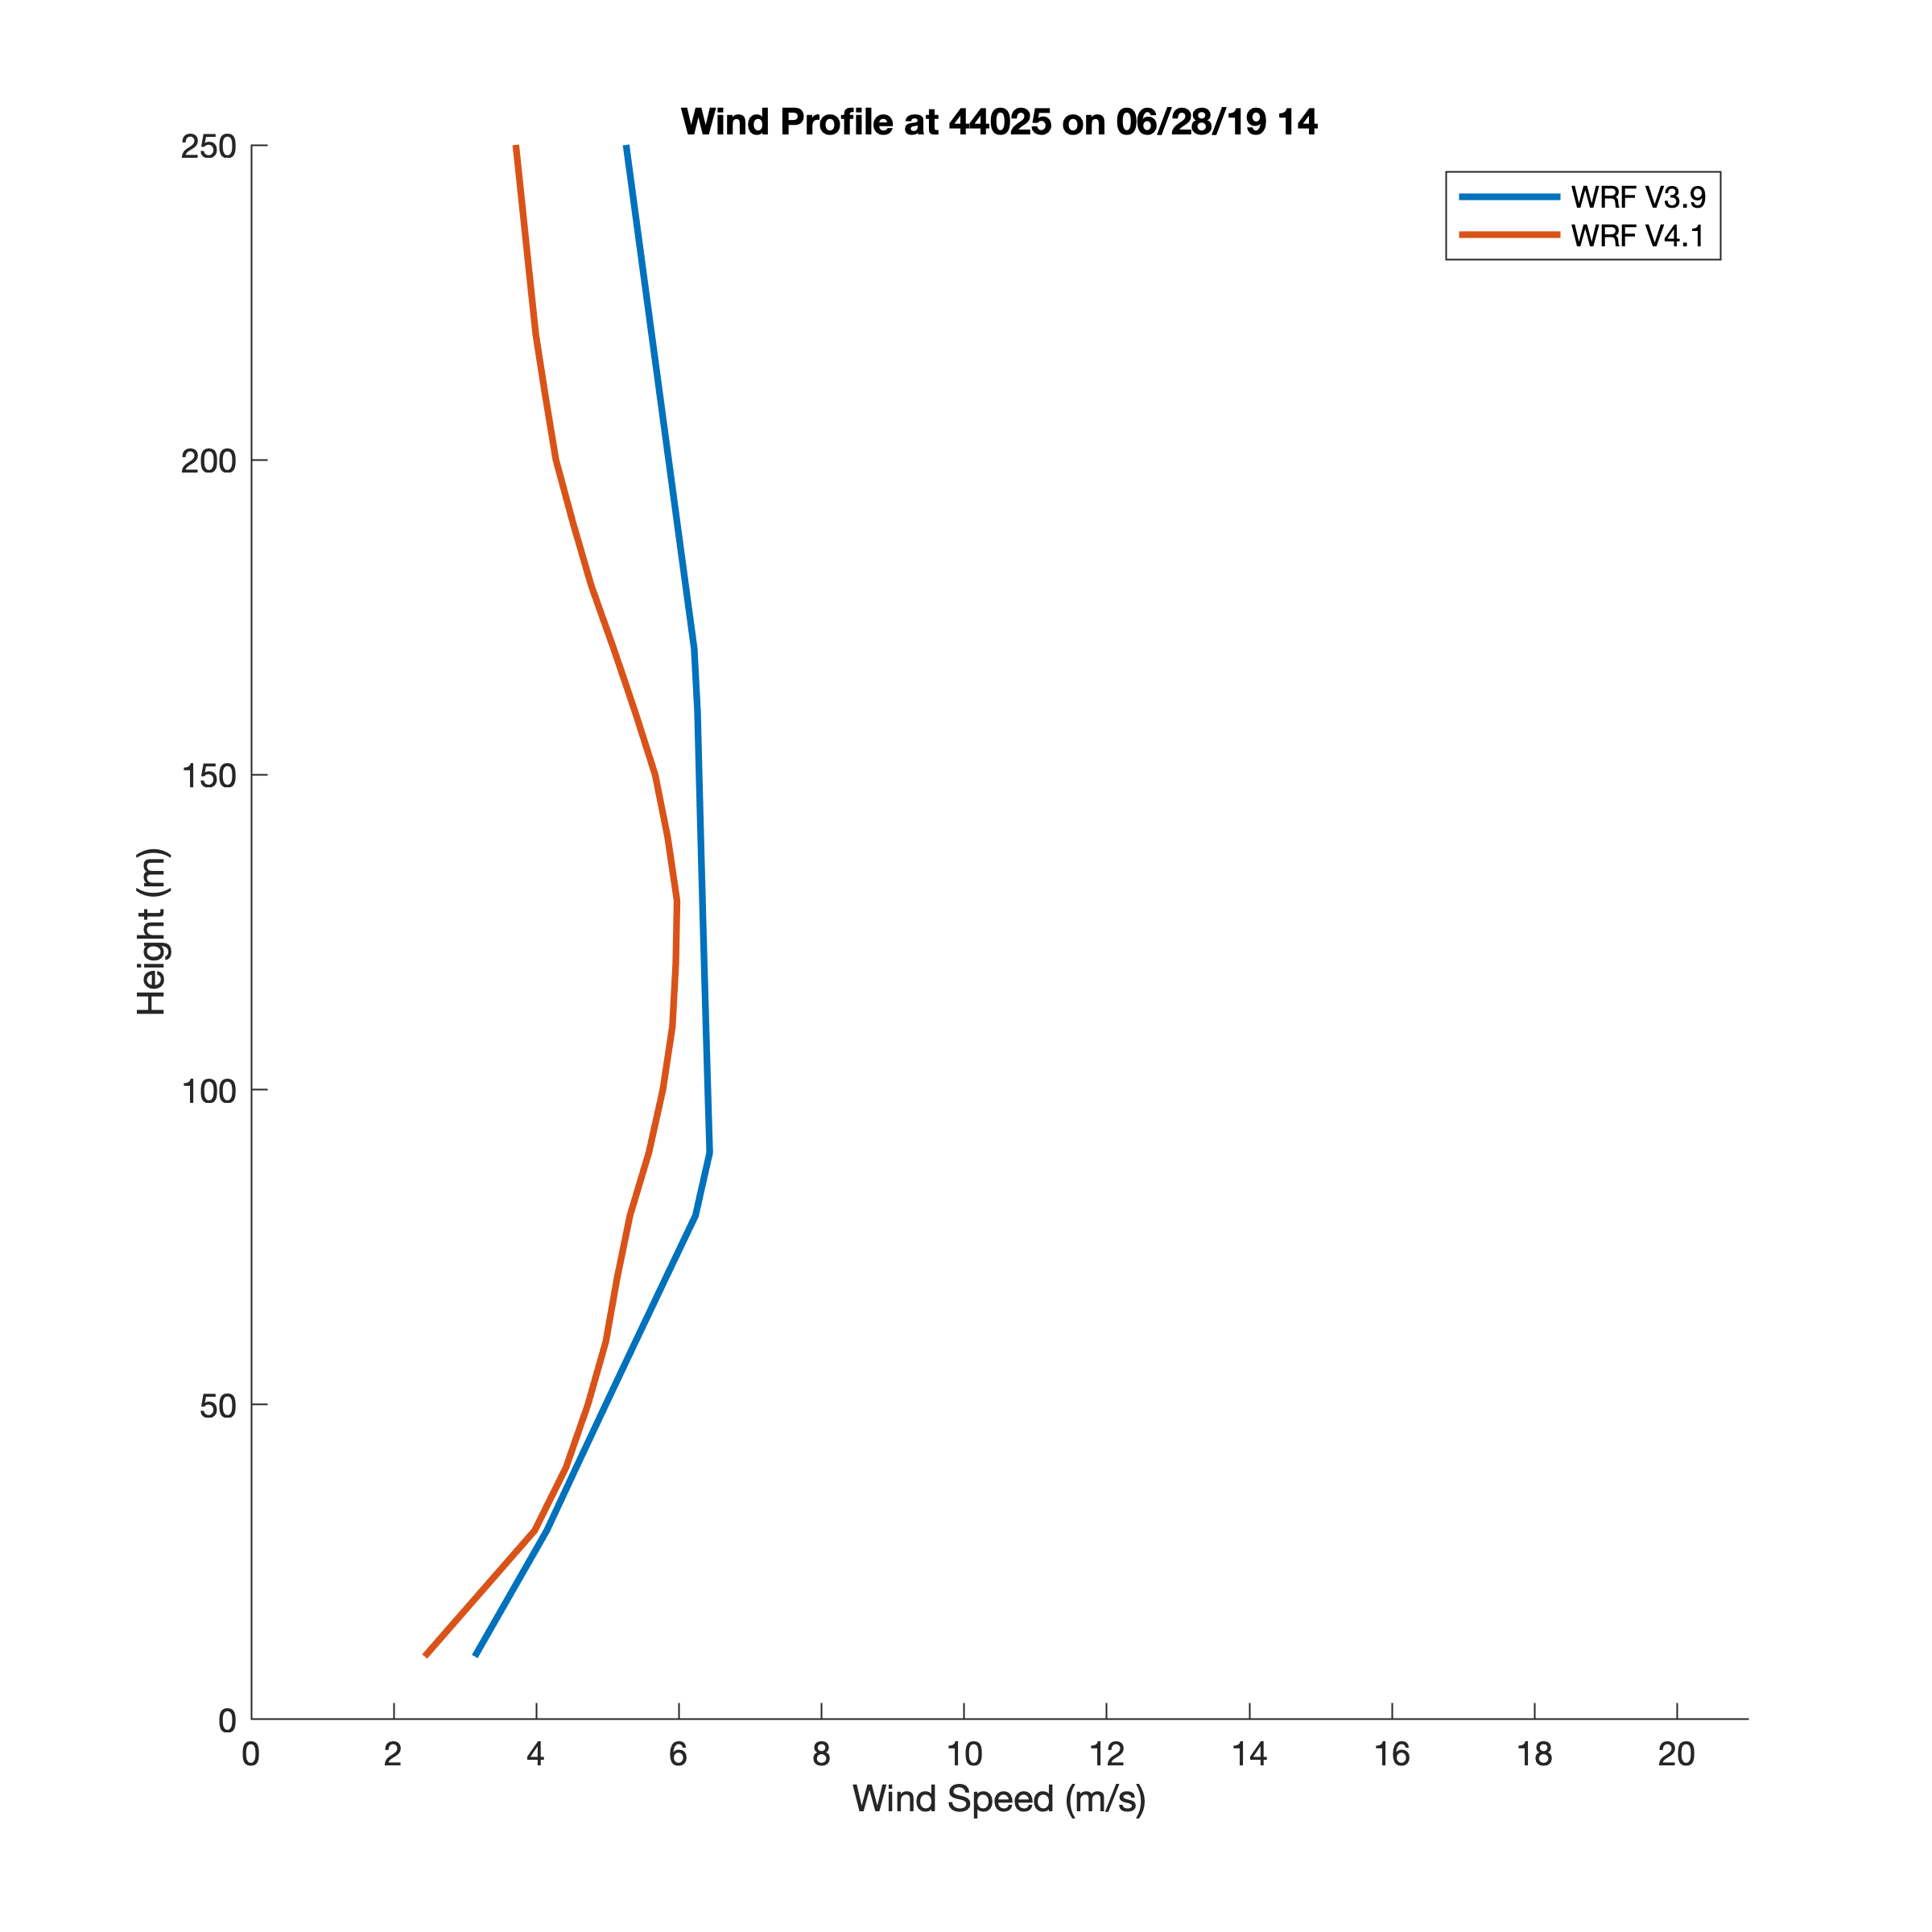 Wind Profile at 44025 on 06/28/19 14
WRF V3.9
WRF V4.1
250
200
150
100
50
0
Height (m)
0 2 4 6 8 10 12 14 16 18 20
Wind Speed (m/s)